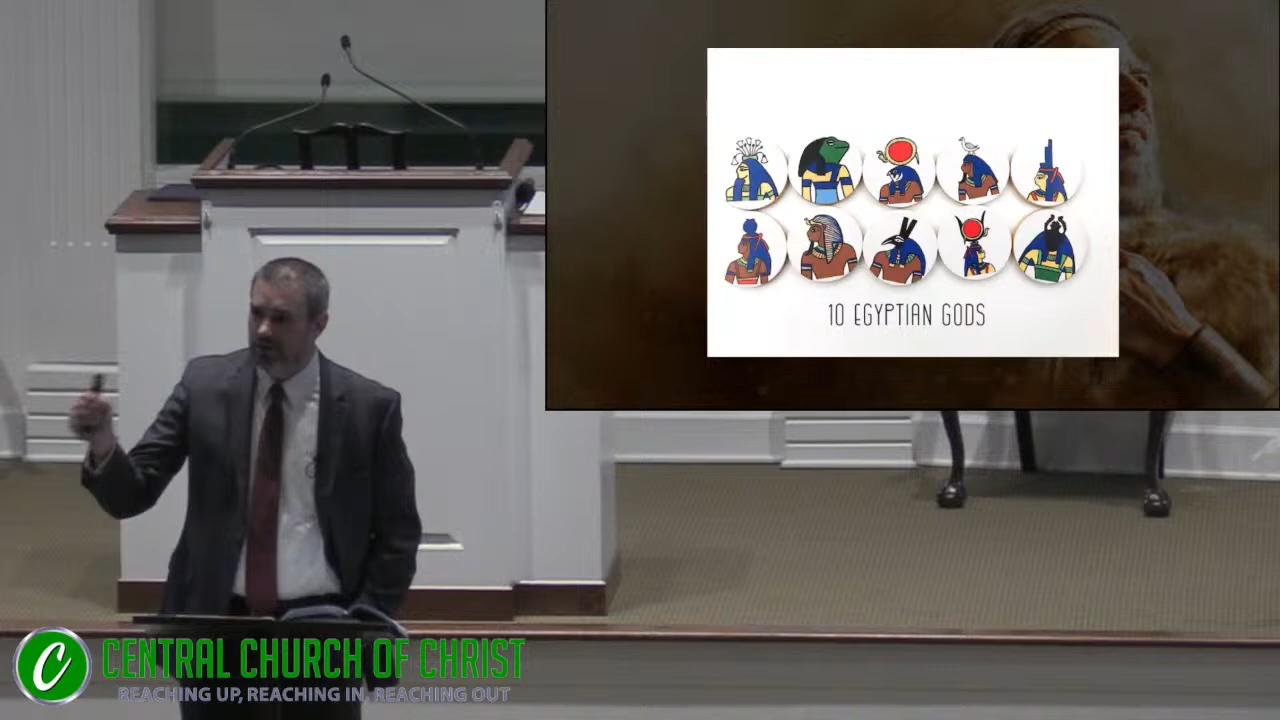 10 EGYPTIAN GODS
C
CENTRAL CHURCH OF CHRIST
REACHING UP, REACHING IN, REACHING OUT